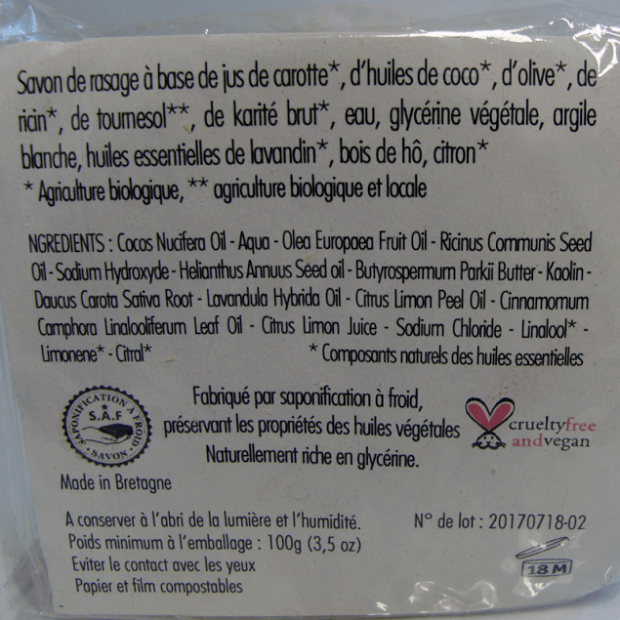 Savon de rasage à base de jus de carotte*, d'huiles de coco*, d'olive*, de
ricin*, de tournesol**, de karité brut*, eau, glycérine végétale, argile
blanche, huiles essentielles de lavandin*, bois de hô, citron*
* Agriculture biologique, ** agriculture biologique et locale
NGREDIENTS : Cocos Nucifera Oil - Aqua - Olea Europaea Fruit Oil - Ricinus Communis Seed
Oil - Sodium Hydroxyde - Helianthus Annuus Seed oil - Butyrospermum Parkii Butter - Kaolin -
Daucus Carota Sativa Root - Lavandula Hybrida Oil - Citrus Limon Peel Oil - Cinnamomum
Camphora Linalooliferum Leaf Oil - Citrus Limon Juice - Sodium Chloride - Linalool* -
Limonene* - Citral* * Composants naturels des huiles essentielles
SAPONIFICATION À FROID
S.A.F
SAVON
Fabriqué par saponification à froid,
préservant les propriétés des huiles végétales
Naturellement riche en glycérine.
crueltyfree
andvegan
Made in Bretagne
A conserver à l'abri de la lumière et l'humidité.
Poids minimum à l'emballage : 100g (3,5 oz)
Eviter le contact avec les yeux
Papier et film compostables
N° de lot : 20170718-02
18 M